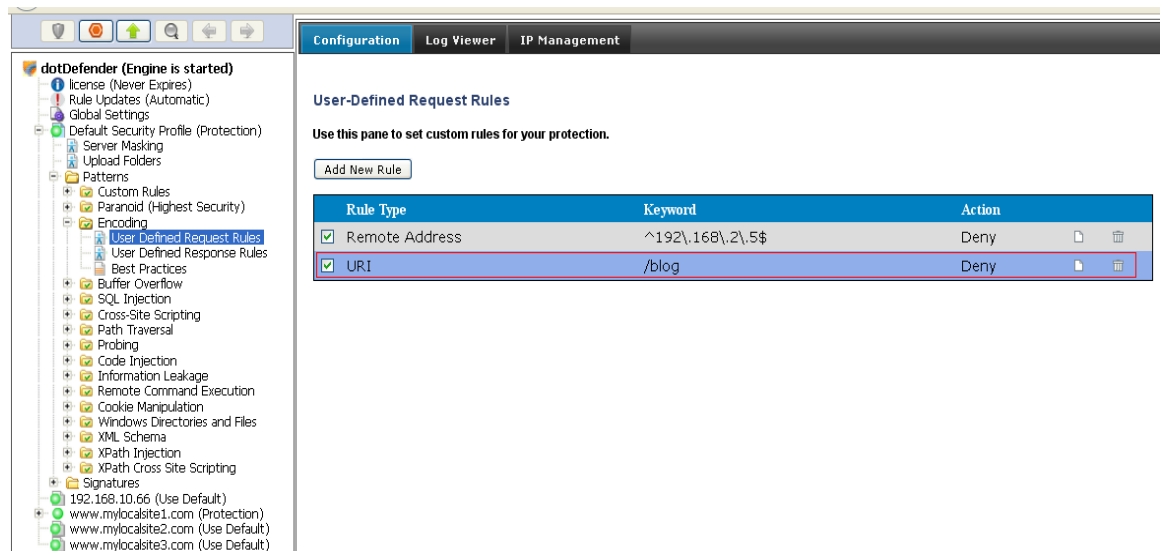 Configuration Log Viewer IP Management
dotDefender (Engine is started)
license (Never Expires)
Rule Updates (Automatic)
Global Settings
Default Security Profile (Protection)
Server Masking
Upload Folders
Patterns
Custom Rules
Paranoid (Highest Security)
Encoding
User Defined Request Rules
User Defined Response Rules
Best Practices
Buffer Overflow
SQL Injection
Cross-Site Scripting
Path Traversal
Probing
Code Injection
Information Leakage
Remote Command Execution
Cookie Manipulation
Windows Directories and Files
XML Schema
XPath Injection
XPath Cross Site Scripting
Signatures
192.168.10.66 (Use Default)
www.mylocalsite1.com (Protection)
www.mylocalsite2.com (Use Default)
www.mylocalsite3.com (Use Default)
User-Defined Request Rules
Use this pane to set custom rules for your protection.
Add New Rule
Rule Type Keyword Action
Remote Address ^192\.168\.2\.5$ Deny
URI /blog Deny